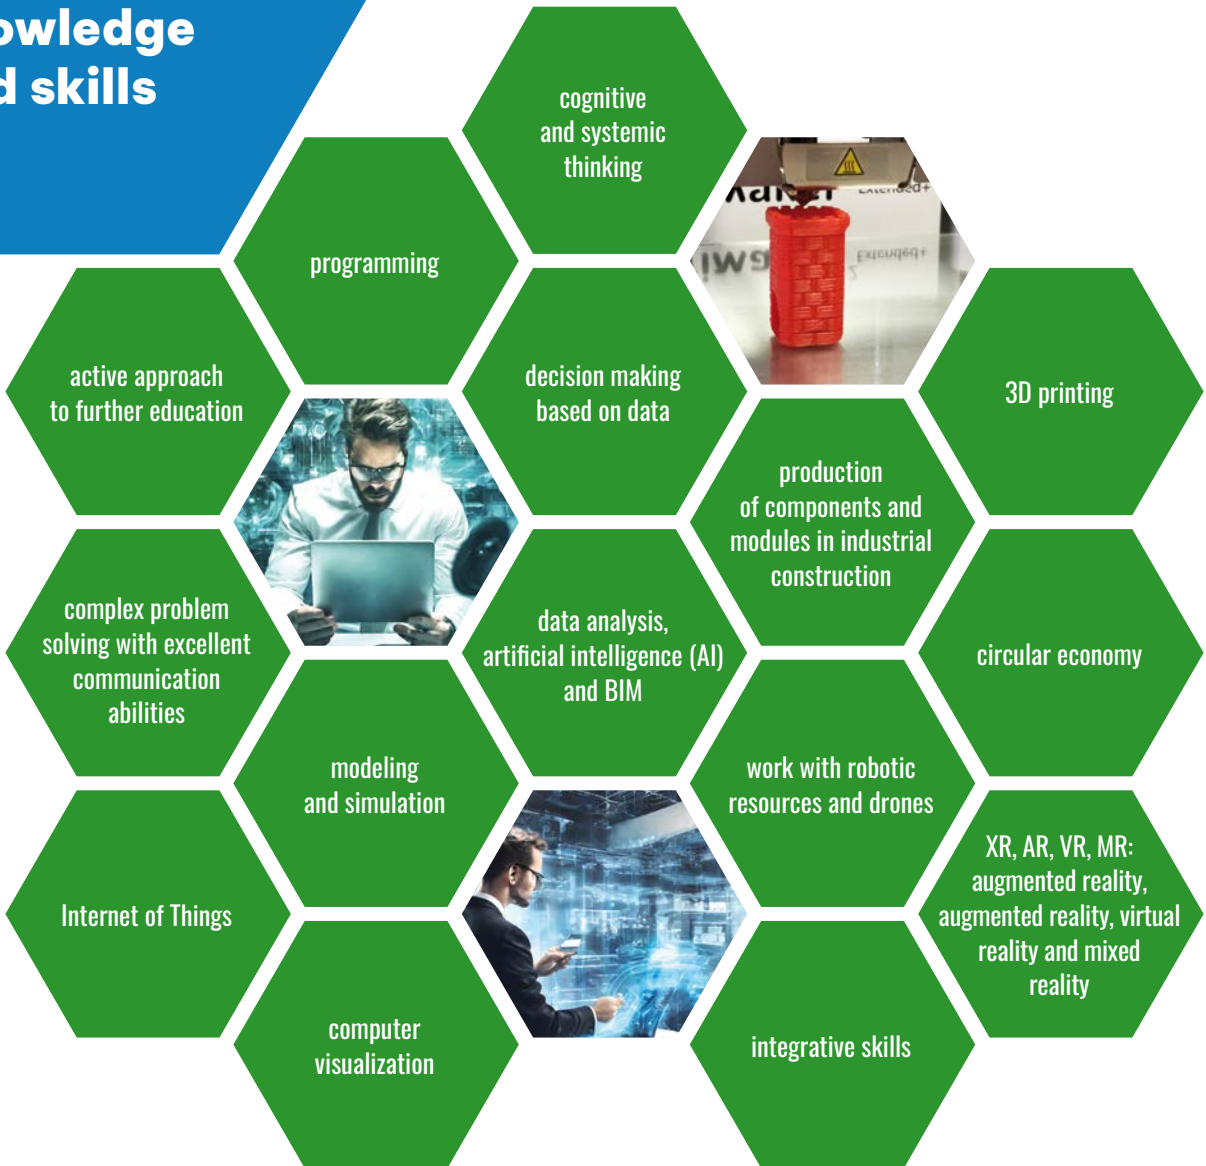 owledge
d skills
cognitive
and systemic
thinking
programming
Extended+
active approach
to further education
decision making
based on data
3D printing
production
of components and
modules in industrial
construction
complex problem
solving with excellent
communication
abilities
data analysis,
artificial intelligence (AI)
and BIM
circular economy
modeling
and simulation
work with robotic
resources and drones
Internet of Things
XR, AR, VR, MR:
augmented reality,
augmented reality, virtual
reality and mixed
reality
computer
visualization
integrative skills